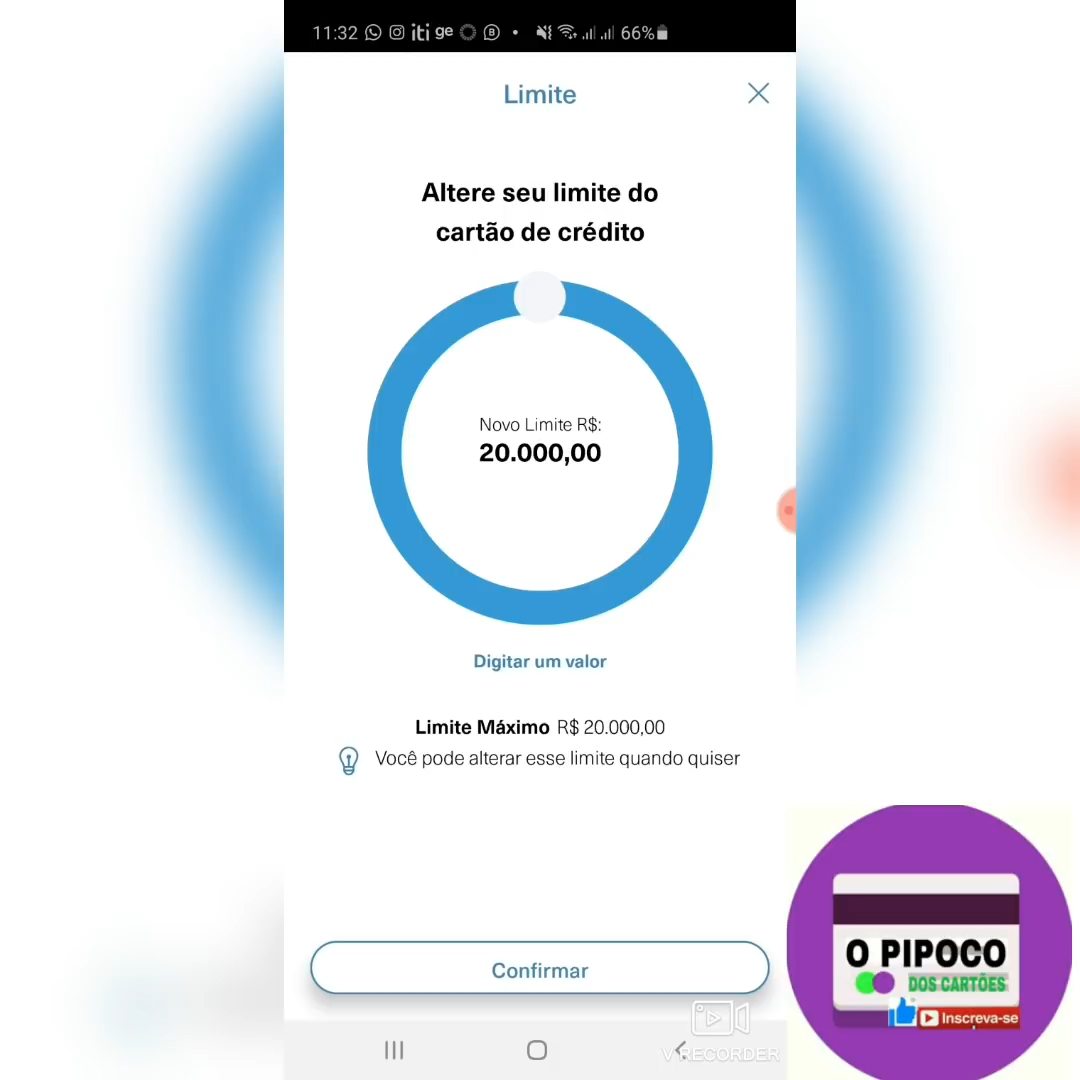 11:32 iti ge B 66%
Limite
Altere seu limite do
cartão de crédito
Novo Limite R$:
20.000,00
Digitar um valor
Limite Máximo R$ 20.000,00
Você pode alterar esse limite quando quiser
Confirmar
O PIPOCO
DOS CARTÕES
Inscreva-se
V RECORDER